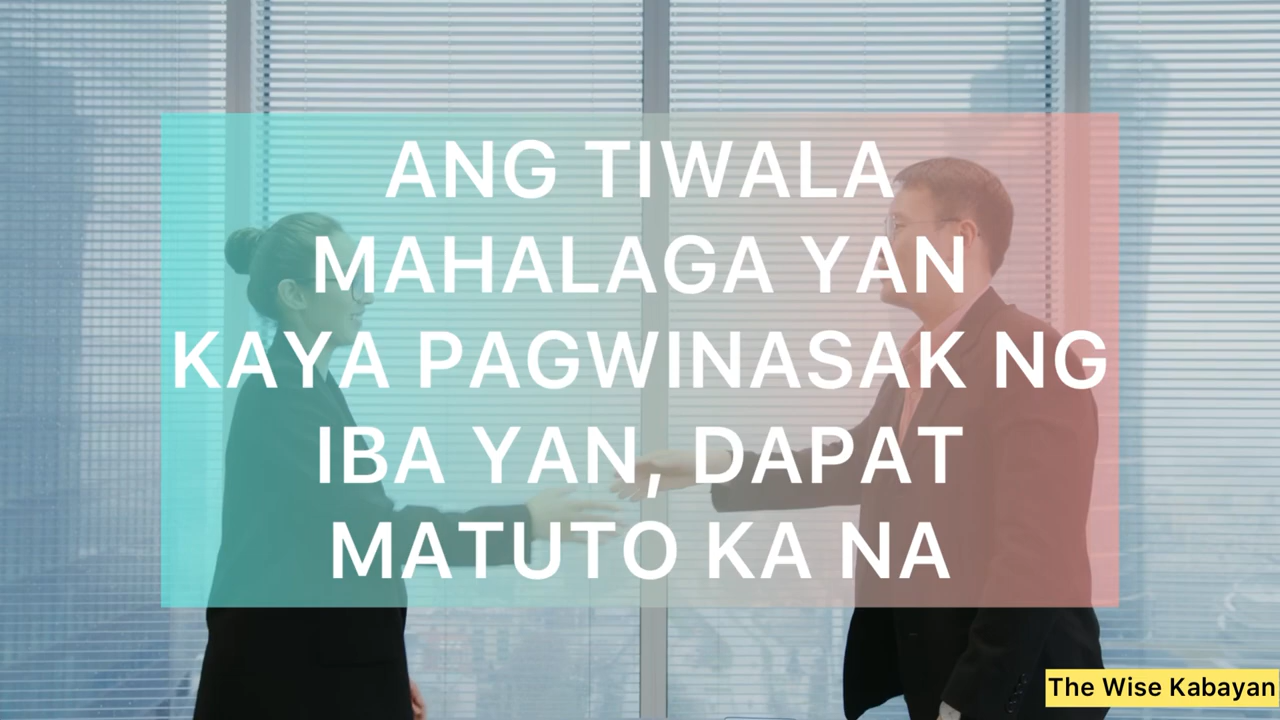 ANG TIWALA
MAHALAGA YAN
KAYA PAGWINASAK NG
IBA YAN, DAPAT
MATUTO KA NA
The Wise Kabayan